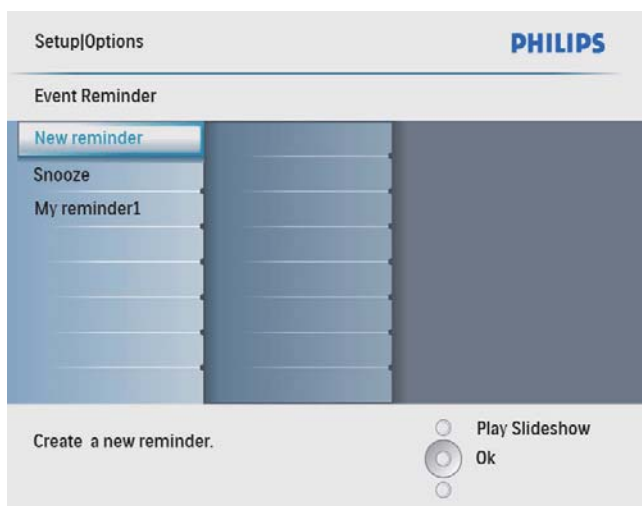 Setup|Options
PHILIPS
Event Reminder
New reminder
Snooze
My reminder1
Create a new reminder.
Play Slideshow
Ok